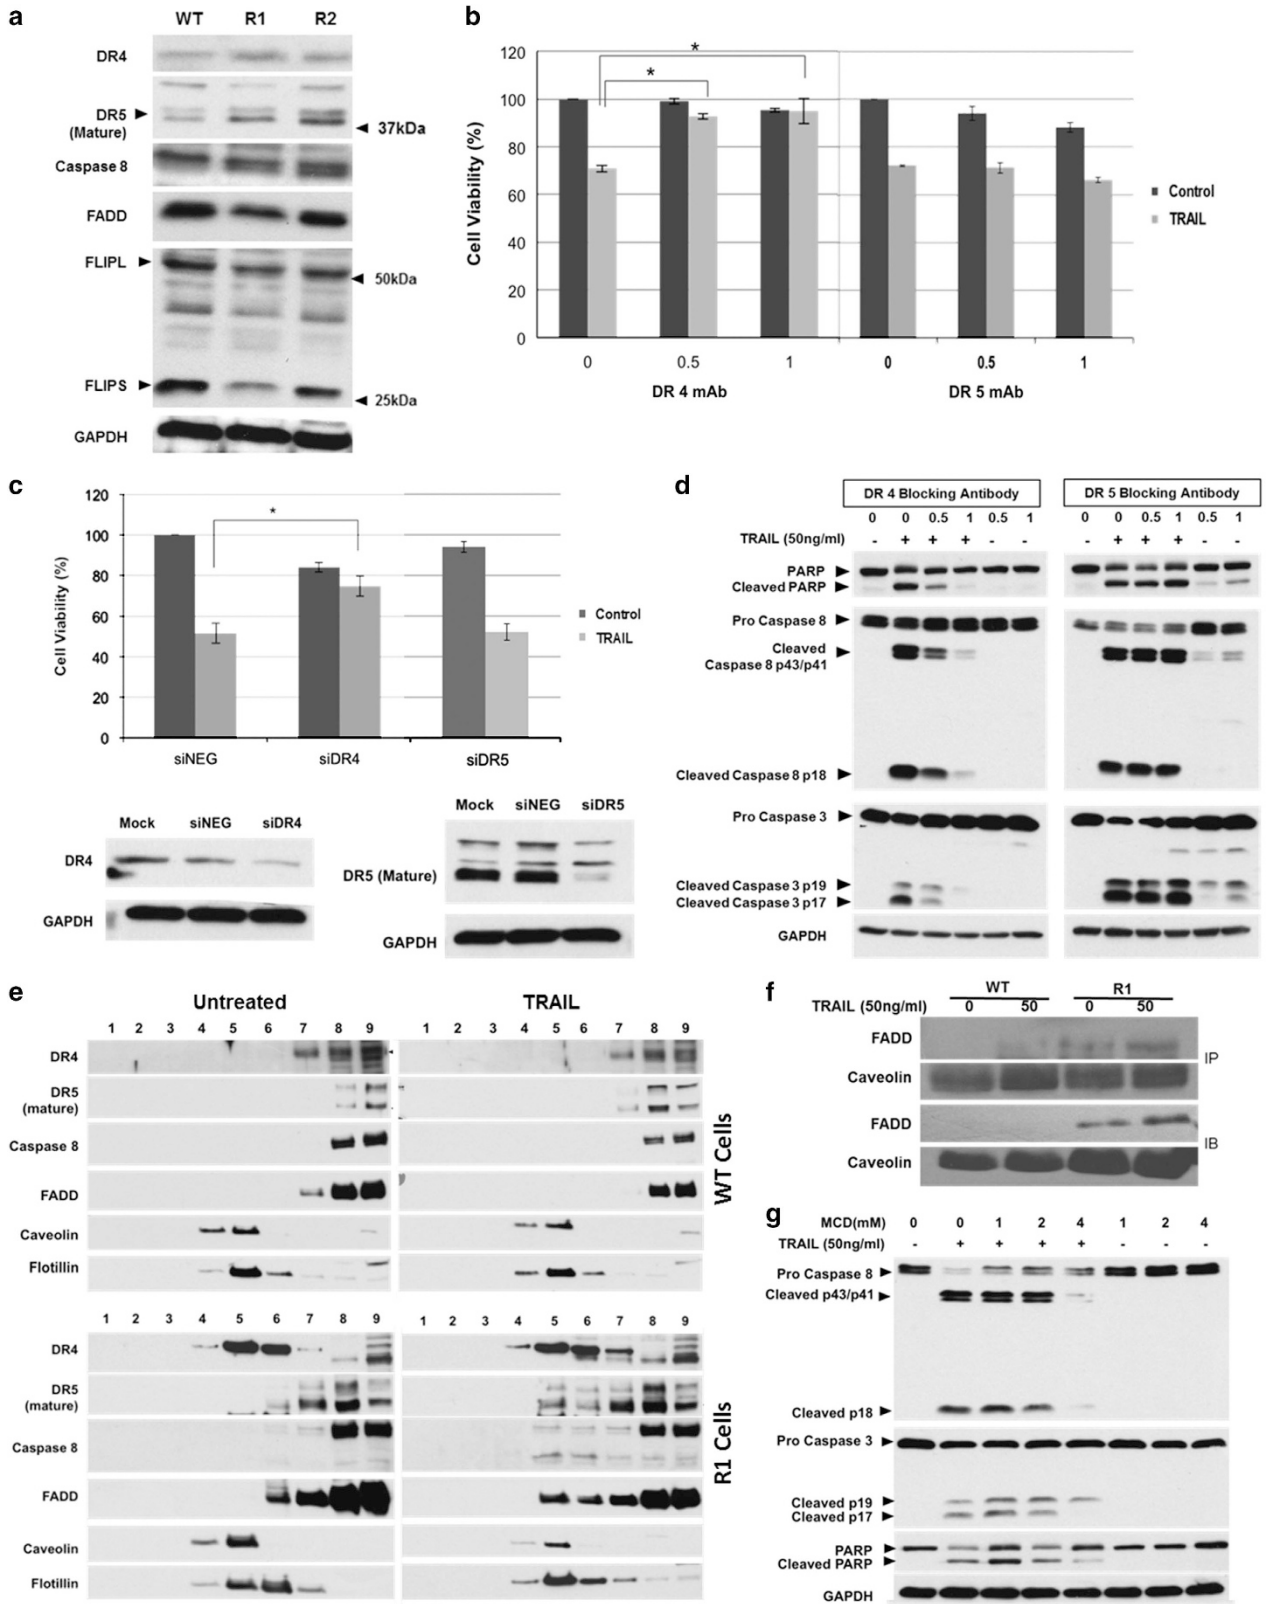 a
WT R1 R2
DR4
DR5
(Mature)
37kDa
Caspase 8
FADD
FLIPL
50kDa
FLIPS
25kDa
GAPDH
b
120
100
80
60
40
20
0
Cell Viability (%)
* *
0 0.5 1 0 0.5 1
DR 4 mAb DR 5 mAb
Control
TRAIL
c
120
100
80
60
40
20
0
Cell Viability (%)
*
siNEG siDR4 siDR5
Control
TRAIL
Mock siNEG siDR4
DR4
GAPDH
Mock siNEG siDR5
DR5 (Mature)
GAPDH
d
DR 4 Blocking Antibody DR 5 Blocking Antibody
0 0 0.5 1 0.5 1 0 0 0.5 1 0.5 1
TRAIL (50ng/ml) - + + + - - - + + + - -
PARP
Cleaved PARP
Pro Caspase 8
Cleaved
Caspase 8 p43/p41
Cleaved Caspase 8 p18
Pro Caspase 3
Cleaved Caspase 3 p19
Cleaved Caspase 3 p17
GAPDH
e
Untreated TRAIL
1 2 3 4 5 6 7 8 9 1 2 3 4 5 6 7 8 9
DR4
DR5
(mature)
Caspase 8
FADD
Caveolin
Flotillin
WT Cells
1 2 3 4 5 6 7 8 9 1 2 3 4 5 6 7 8 9
DR4
DR5
(mature)
Caspase 8
FADD
Caveolin
Flotillin
R1 Cells
f
WT R1
TRAIL (50ng/ml) 0 50 0 50
FADD
Caveolin
IP
FADD
Caveolin
IB
g
MCD(mM) 0 0 1 2 4 1 2 4
TRAIL (50ng/ml) - + + + + - - -
Pro Caspase 8
Cleaved p43/p41
Cleaved p18
Pro Caspase 3
Cleaved p19
Cleaved p17
PARP
Cleaved PARP
GAPDH